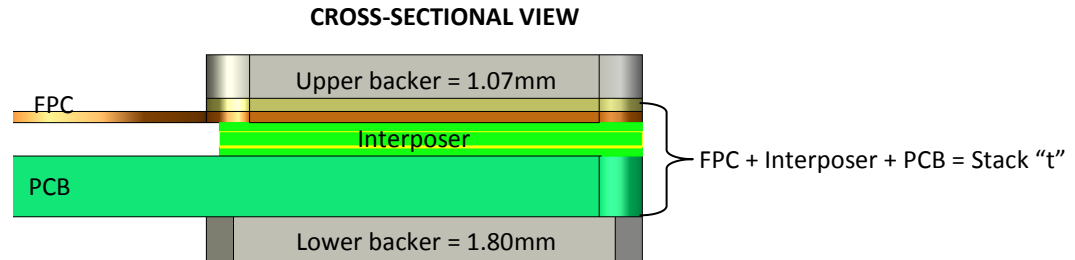 CROSS-SECTIONAL VIEW
Upper backer = 1.07mm
FPC
Interposer
FPC + Interposer + PCB = Stack “t”
PCB
Lower backer = 1.80mm